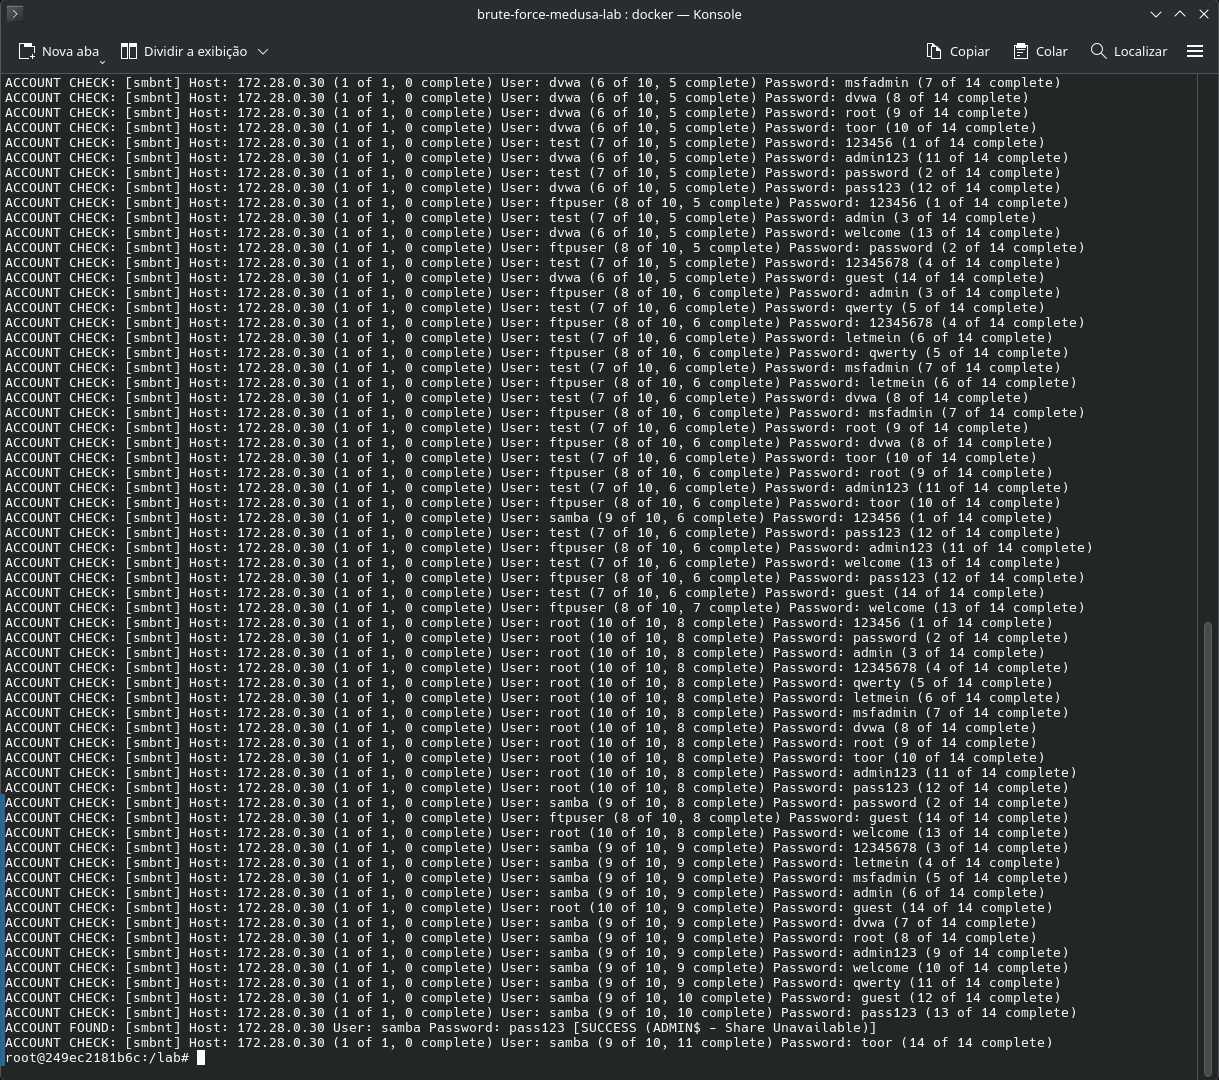 brute-force-medusa-lab : docker — Konsole
Nova aba
Dividir a exibição
Copiar
Colar
Localizar
ACCOUNT CHECK: [smbnt] Host: 172.28.0.30 (1 of 1, 0 complete) User: dvwa (6 of 10, 5 complete) Password: msfadmin (7 of 14 complete)
ACCOUNT CHECK: [smbnt] Host: 172.28.0.30 (1 of 1, 0 complete) User: dvwa (6 of 10, 5 complete) Password: dvwa (8 of 14 complete)
ACCOUNT CHECK: [smbnt] Host: 172.28.0.30 (1 of 1, 0 complete) User: dvwa (6 of 10, 5 complete) Password: root (9 of 14 complete)
ACCOUNT CHECK: [smbnt] Host: 172.28.0.30 (1 of 1, 0 complete) User: dvwa (6 of 10, 5 complete) Password: toor (10 of 14 complete)
ACCOUNT CHECK: [smbnt] Host: 172.28.0.30 (1 of 1, 0 complete) User: test (7 of 10, 5 complete) Password: 123456 (1 of 14 complete)
ACCOUNT CHECK: [smbnt] Host: 172.28.0.30 (1 of 1, 0 complete) User: dvwa (6 of 10, 5 complete) Password: admin123 (11 of 14 complete)
ACCOUNT CHECK: [smbnt] Host: 172.28.0.30 (1 of 1, 0 complete) User: test (7 of 10, 5 complete) Password: password (2 of 14 complete)
ACCOUNT CHECK: [smbnt] Host: 172.28.0.30 (1 of 1, 0 complete) User: dvwa (6 of 10, 5 complete) Password: pass123 (12 of 14 complete)
ACCOUNT CHECK: [smbnt] Host: 172.28.0.30 (1 of 1, 0 complete) User: ftpuser (8 of 10, 5 complete) Password: 123456 (1 of 14 complete)
ACCOUNT CHECK: [smbnt] Host: 172.28.0.30 (1 of 1, 0 complete) User: test (7 of 10, 5 complete) Password: admin (3 of 14 complete)
ACCOUNT CHECK: [smbnt] Host: 172.28.0.30 (1 of 1, 0 complete) User: dvwa (6 of 10, 5 complete) Password: welcome (13 of 14 complete)
ACCOUNT CHECK: [smbnt] Host: 172.28.0.30 (1 of 1, 0 complete) User: ftpuser (8 of 10, 5 complete) Password: password (2 of 14 complete)
ACCOUNT CHECK: [smbnt] Host: 172.28.0.30 (1 of 1, 0 complete) User: test (7 of 10, 5 complete) Password: 12345678 (4 of 14 complete)
ACCOUNT CHECK: [smbnt] Host: 172.28.0.30 (1 of 1, 0 complete) User: dvwa (6 of 10, 5 complete) Password: guest (14 of 14 complete)
ACCOUNT CHECK: [smbnt] Host: 172.28.0.30 (1 of 1, 0 complete) User: ftpuser (8 of 10, 6 complete) Password: admin (3 of 14 complete)
ACCOUNT CHECK: [smbnt] Host: 172.28.0.30 (1 of 1, 0 complete) User: test (7 of 10, 6 complete) Password: qwerty (5 of 14 complete)
ACCOUNT CHECK: [smbnt] Host: 172.28.0.30 (1 of 1, 0 complete) User: ftpuser (8 of 10, 6 complete) Password: 12345678 (4 of 14 complete)
ACCOUNT CHECK: [smbnt] Host: 172.28.0.30 (1 of 1, 0 complete) User: test (7 of 10, 6 complete) Password: letmein (6 of 14 complete)
ACCOUNT CHECK: [smbnt] Host: 172.28.0.30 (1 of 1, 0 complete) User: ftpuser (8 of 10, 6 complete) Password: qwerty (5 of 14 complete)
ACCOUNT CHECK: [smbnt] Host: 172.28.0.30 (1 of 1, 0 complete) User: test (7 of 10, 6 complete) Password: msfadmin (7 of 14 complete)
ACCOUNT CHECK: [smbnt] Host: 172.28.0.30 (1 of 1, 0 complete) User: ftpuser (8 of 10, 6 complete) Password: letmein (6 of 14 complete)
ACCOUNT CHECK: [smbnt] Host: 172.28.0.30 (1 of 1, 0 complete) User: test (7 of 10, 6 complete) Password: dvwa (8 of 14 complete)
ACCOUNT CHECK: [smbnt] Host: 172.28.0.30 (1 of 1, 0 complete) User: ftpuser (8 of 10, 6 complete) Password: msfadmin (7 of 14 complete)
ACCOUNT CHECK: [smbnt] Host: 172.28.0.30 (1 of 1, 0 complete) User: test (7 of 10, 6 complete) Password: root (9 of 14 complete)
ACCOUNT CHECK: [smbnt] Host: 172.28.0.30 (1 of 1, 0 complete) User: ftpuser (8 of 10, 6 complete) Password: dvwa (8 of 14 complete)
ACCOUNT CHECK: [smbnt] Host: 172.28.0.30 (1 of 1, 0 complete) User: test (7 of 10, 6 complete) Password: toor (10 of 14 complete)
ACCOUNT CHECK: [smbnt] Host: 172.28.0.30 (1 of 1, 0 complete) User: ftpuser (8 of 10, 6 complete) Password: root (9 of 14 complete)
ACCOUNT CHECK: [smbnt] Host: 172.28.0.30 (1 of 1, 0 complete) User: test (7 of 10, 6 complete) Password: admin123 (11 of 14 complete)
ACCOUNT CHECK: [smbnt] Host: 172.28.0.30 (1 of 1, 0 complete) User: ftpuser (8 of 10, 6 complete) Password: toor (10 of 14 complete)
ACCOUNT CHECK: [smbnt] Host: 172.28.0.30 (1 of 1, 0 complete) User: samba (9 of 10, 6 complete) Password: 123456 (1 of 14 complete)
ACCOUNT CHECK: [smbnt] Host: 172.28.0.30 (1 of 1, 0 complete) User: test (7 of 10, 6 complete) Password: pass123 (12 of 14 complete)
ACCOUNT CHECK: [smbnt] Host: 172.28.0.30 (1 of 1, 0 complete) User: ftpuser (8 of 10, 6 complete) Password: admin123 (11 of 14 complete)
ACCOUNT CHECK: [smbnt] Host: 172.28.0.30 (1 of 1, 0 complete) User: test (7 of 10, 6 complete) Password: welcome (13 of 14 complete)
ACCOUNT CHECK: [smbnt] Host: 172.28.0.30 (1 of 1, 0 complete) User: ftpuser (8 of 10, 6 complete) Password: pass123 (12 of 14 complete)
ACCOUNT CHECK: [smbnt] Host: 172.28.0.30 (1 of 1, 0 complete) User: test (7 of 10, 6 complete) Password: guest (14 of 14 complete)
ACCOUNT CHECK: [smbnt] Host: 172.28.0.30 (1 of 1, 0 complete) User: ftpuser (8 of 10, 7 complete) Password: welcome (13 of 14 complete)
ACCOUNT CHECK: [smbnt] Host: 172.28.0.30 (1 of 1, 0 complete) User: root (10 of 10, 8 complete) Password: 123456 (1 of 14 complete)
ACCOUNT CHECK: [smbnt] Host: 172.28.0.30 (1 of 1, 0 complete) User: root (10 of 10, 8 complete) Password: password (2 of 14 complete)
ACCOUNT CHECK: [smbnt] Host: 172.28.0.30 (1 of 1, 0 complete) User: root (10 of 10, 8 complete) Password: admin (3 of 14 complete)
ACCOUNT CHECK: [smbnt] Host: 172.28.0.30 (1 of 1, 0 complete) User: root (10 of 10, 8 complete) Password: 12345678 (4 of 14 complete)
ACCOUNT CHECK: [smbnt] Host: 172.28.0.30 (1 of 1, 0 complete) User: root (10 of 10, 8 complete) Password: qwerty (5 of 14 complete)
ACCOUNT CHECK: [smbnt] Host: 172.28.0.30 (1 of 1, 0 complete) User: root (10 of 10, 8 complete) Password: letmein (6 of 14 complete)
ACCOUNT CHECK: [smbnt] Host: 172.28.0.30 (1 of 1, 0 complete) User: root (10 of 10, 8 complete) Password: msfadmin (7 of 14 complete)
ACCOUNT CHECK: [smbnt] Host: 172.28.0.30 (1 of 1, 0 complete) User: root (10 of 10, 8 complete) Password: dvwa (8 of 14 complete)
ACCOUNT CHECK: [smbnt] Host: 172.28.0.30 (1 of 1, 0 complete) User: root (10 of 10, 8 complete) Password: root (9 of 14 complete)
ACCOUNT CHECK: [smbnt] Host: 172.28.0.30 (1 of 1, 0 complete) User: root (10 of 10, 8 complete) Password: toor (10 of 14 complete)
ACCOUNT CHECK: [smbnt] Host: 172.28.0.30 (1 of 1, 0 complete) User: root (10 of 10, 8 complete) Password: admin123 (11 of 14 complete)
ACCOUNT CHECK: [smbnt] Host: 172.28.0.30 (1 of 1, 0 complete) User: root (10 of 10, 8 complete) Password: pass123 (12 of 14 complete)
ACCOUNT CHECK: [smbnt] Host: 172.28.0.30 (1 of 1, 0 complete) User: samba (9 of 10, 8 complete) Password: password (2 of 14 complete)
ACCOUNT CHECK: [smbnt] Host: 172.28.0.30 (1 of 1, 0 complete) User: ftpuser (8 of 10, 8 complete) Password: guest (14 of 14 complete)
ACCOUNT CHECK: [smbnt] Host: 172.28.0.30 (1 of 1, 0 complete) User: root (10 of 10, 8 complete) Password: welcome (13 of 14 complete)
ACCOUNT CHECK: [smbnt] Host: 172.28.0.30 (1 of 1, 0 complete) User: samba (9 of 10, 9 complete) Password: 12345678 (3 of 14 complete)
ACCOUNT CHECK: [smbnt] Host: 172.28.0.30 (1 of 1, 0 complete) User: samba (9 of 10, 9 complete) Password: letmein (4 of 14 complete)
ACCOUNT CHECK: [smbnt] Host: 172.28.0.30 (1 of 1, 0 complete) User: samba (9 of 10, 9 complete) Password: msfadmin (5 of 14 complete)
ACCOUNT CHECK: [smbnt] Host: 172.28.0.30 (1 of 1, 0 complete) User: samba (9 of 10, 9 complete) Password: admin (6 of 14 complete)
ACCOUNT CHECK: [smbnt] Host: 172.28.0.30 (1 of 1, 0 complete) User: root (10 of 10, 9 complete) Password: guest (14 of 14 complete)
ACCOUNT CHECK: [smbnt] Host: 172.28.0.30 (1 of 1, 0 complete) User: samba (9 of 10, 9 complete) Password: dvwa (7 of 14 complete)
ACCOUNT CHECK: [smbnt] Host: 172.28.0.30 (1 of 1, 0 complete) User: samba (9 of 10, 9 complete) Password: root (8 of 14 complete)
ACCOUNT CHECK: [smbnt] Host: 172.28.0.30 (1 of 1, 0 complete) User: samba (9 of 10, 9 complete) Password: admin123 (9 of 14 complete)
ACCOUNT CHECK: [smbnt] Host: 172.28.0.30 (1 of 1, 0 complete) User: samba (9 of 10, 9 complete) Password: welcome (10 of 14 complete)
ACCOUNT CHECK: [smbnt] Host: 172.28.0.30 (1 of 1, 0 complete) User: samba (9 of 10, 9 complete) Password: qwerty (11 of 14 complete)
ACCOUNT CHECK: [smbnt] Host: 172.28.0.30 (1 of 1, 0 complete) User: samba (9 of 10, 10 complete) Password: guest (12 of 14 complete)
ACCOUNT CHECK: [smbnt] Host: 172.28.0.30 (1 of 1, 0 complete) User: samba (9 of 10, 10 complete) Password: pass123 (13 of 14 complete)
ACCOUNT FOUND: [smbnt] Host: 172.28.0.30 User: samba Password: pass123 [SUCCESS (ADMIN$ - Share Unavailable)]
ACCOUNT CHECK: [smbnt] Host: 172.28.0.30 (1 of 1, 0 complete) User: samba (9 of 10, 11 complete) Password: toor (14 of 14 complete)
root@249ec2181b6c:/lab#